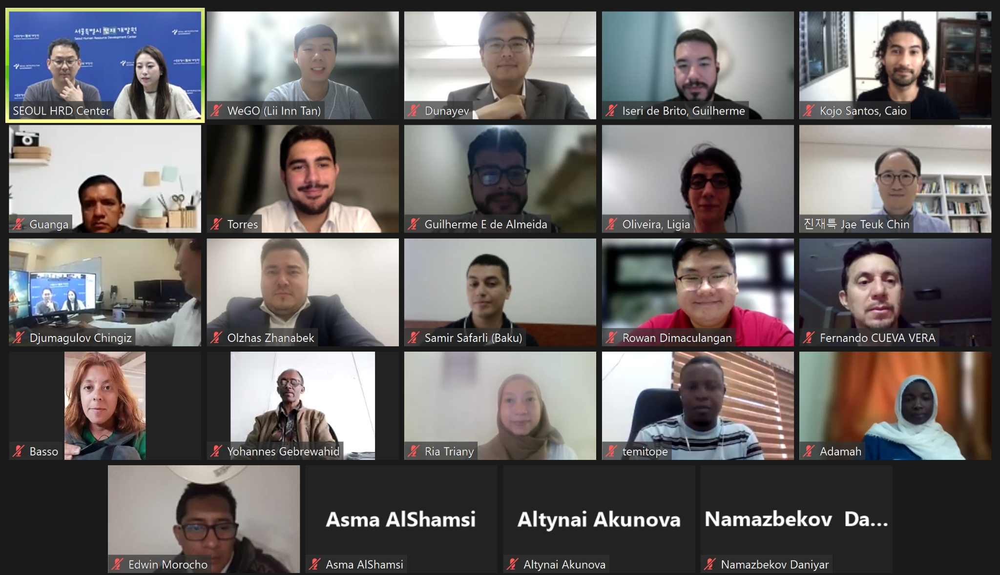 서울특별시 인재개발원
Seoul Human Resource Development Center
SEOUL HRD Center
WeGO (Lii Inn Tan)
Dunayev
Iseri de Brito, Guilherme
Kojo Santos, Caio
Guanga
Torres
Guilherme E de Almeida
Oliveira, Ligia
진재특 Jae Teuk Chin
Djumagulov Chingiz
Olzhas Zhanabek
Samir Safarli (Baku)
Rowan Dimaculangan
Fernando CUEVA VERA
Basso
Yohannes Gebrewahid
Ria Triany
temitope
Adamah
Edwin Morocho
Asma AlShamsi
Asma AlShamsi
Altynai Akunova
Altynai Akunova
Namazbekov Da...
Namazbekov Daniyar